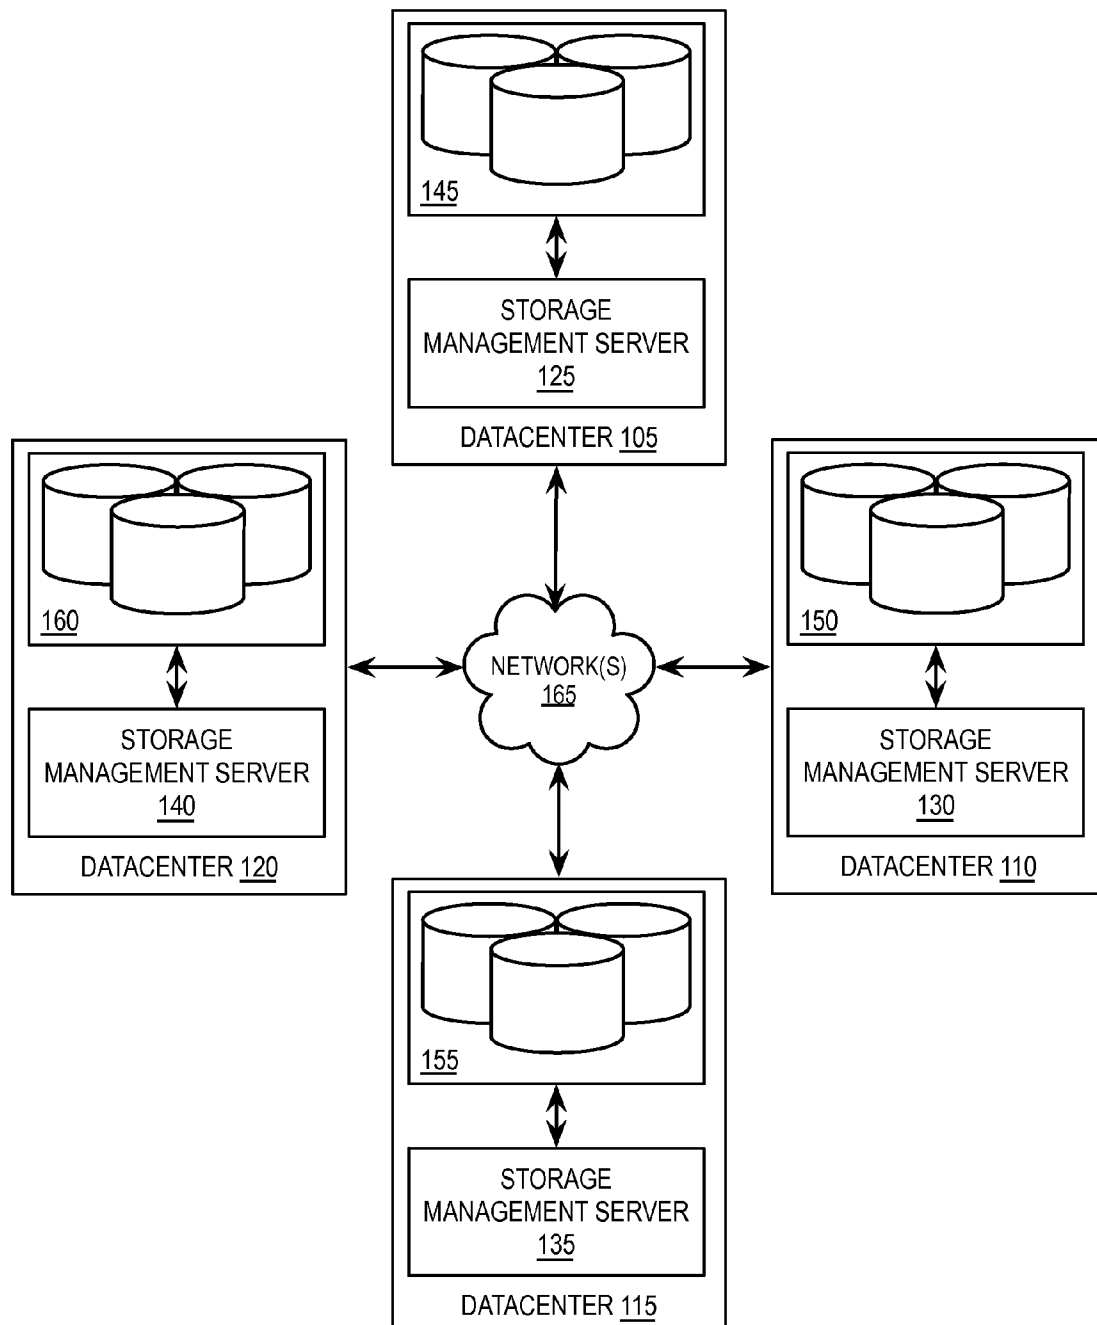 145
STORAGE
MANAGEMENT SERVER
125
DATACENTER 105
160
STORAGE
MANAGEMENT SERVER
140
DATACENTER 120
NETWORK(S)
165
150
STORAGE
MANAGEMENT SERVER
130
DATACENTER 110
155
STORAGE
MANAGEMENT SERVER
135
DATACENTER 115